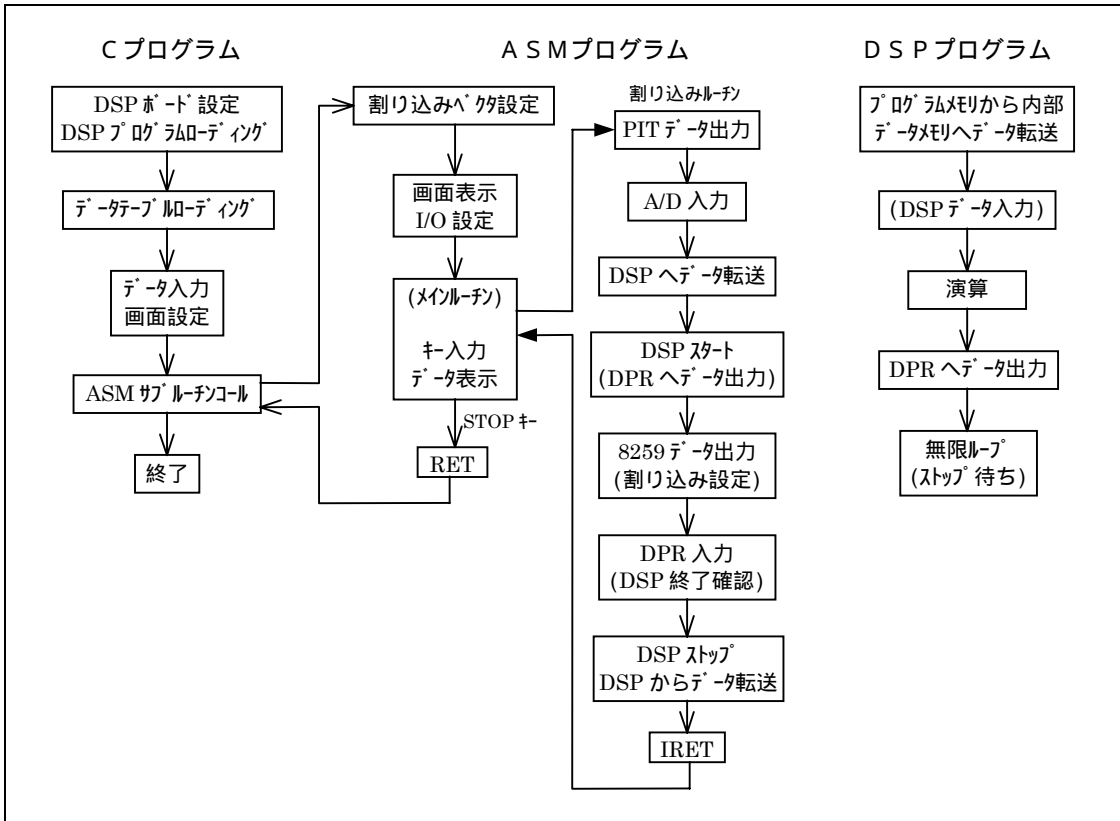 Cプログラム
DSPボード設定
DSPプログラムローディング
データテーブルローディング
データ入力
画面設定
ASMサブルーチンコール
終了
ASMプログラム
割り込みベクタ設定
画面表示
I/O設定
(メインルーチン)
キー入力
データ表示
STOPキー
RET
割り込みルーチン
PITデータ出力
A/D入力
DSPへデータ転送
DSPスタート
(DPRへデータ出力)
8259データ出力
(割り込み設定)
DPR入力
(DSP終了確認)
DSPストップ
DSPからデータ転送
IRET
DSPプログラム
プログラムメモリから内部
データメモリへデータ転送
(DSPデータ入力)
演算
DPRへデータ出力
無限ループ
(ストップ待ち)